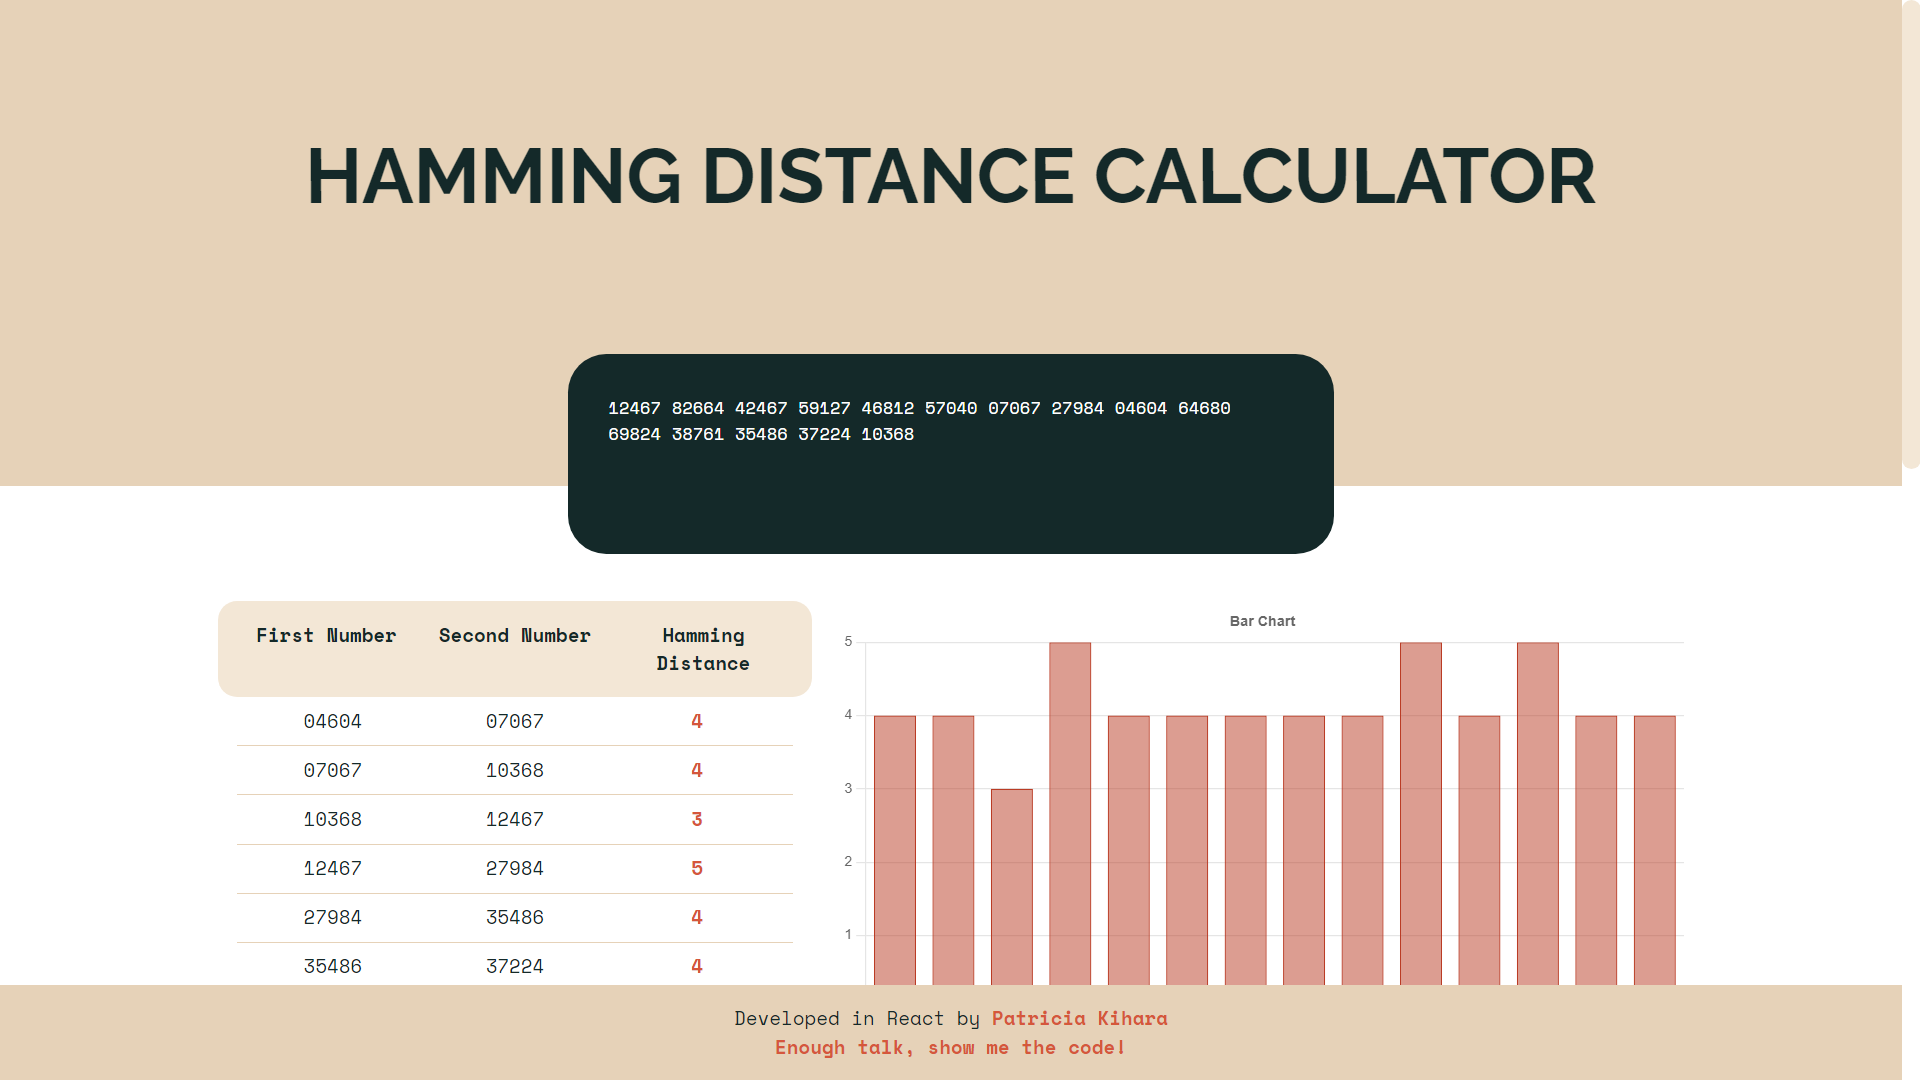 HAMMING DISTANCE CALCULATOR
12467 82664 42467 59127 46812 57040 07067 27984 04604 64680
69824 38761 35486 37224 10368
First Number Second Number Hamming
Distance
04604 07067 4
07067 10368 4
10368 12467 3
12467 27984 5
27984 35486 4
35486 37224 4
Bar Chart
5
4
3
2
1
Developed in React by Patricia Kihara
Enough talk, show me the code!